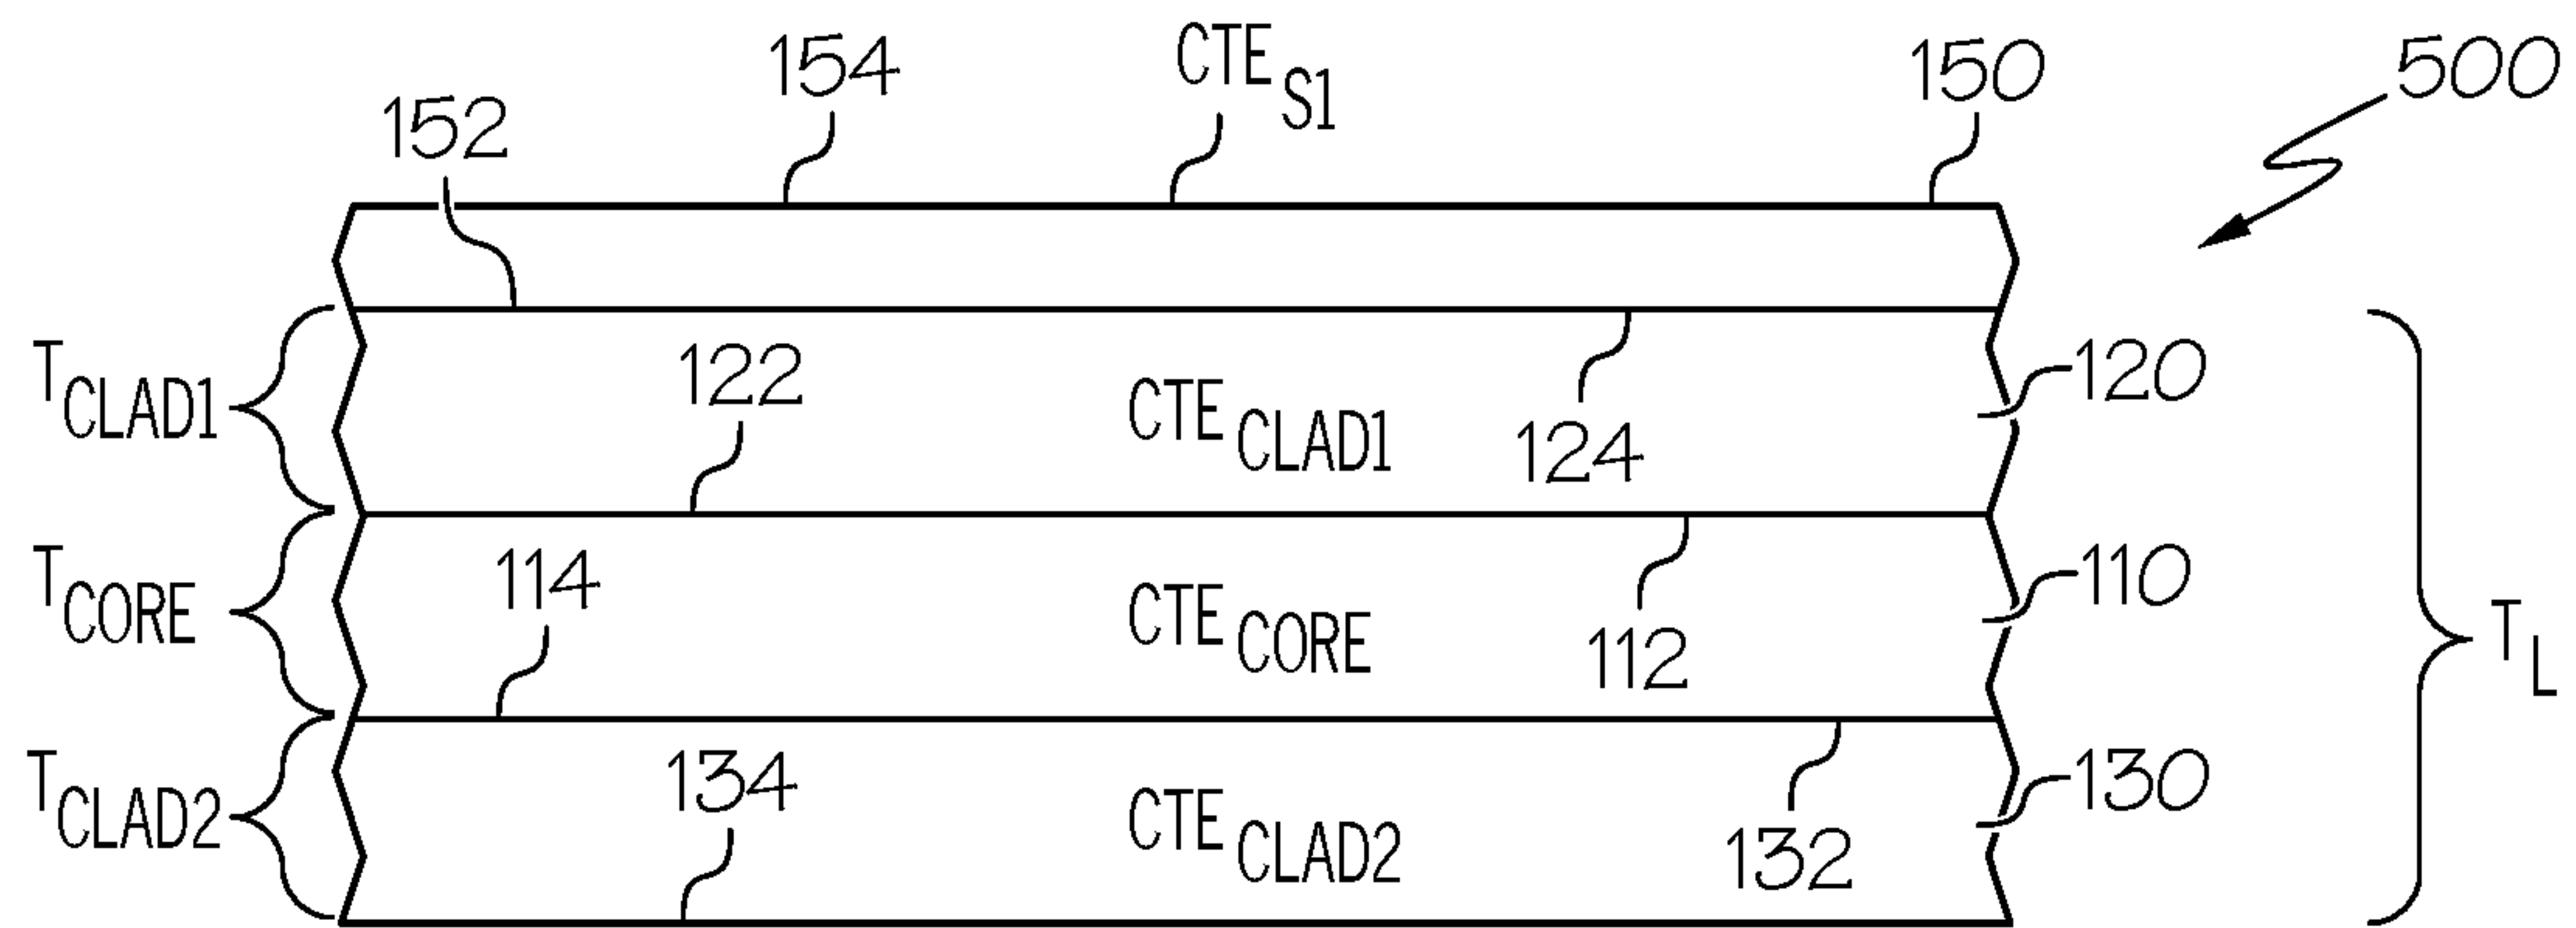 154 CTE S1 150 500
152
T CLAD1 122 CTE CLAD1 124 120
T CORE 114 CTE CORE 112 110
T L
T CLAD2 134 CTE CLAD2 132 130